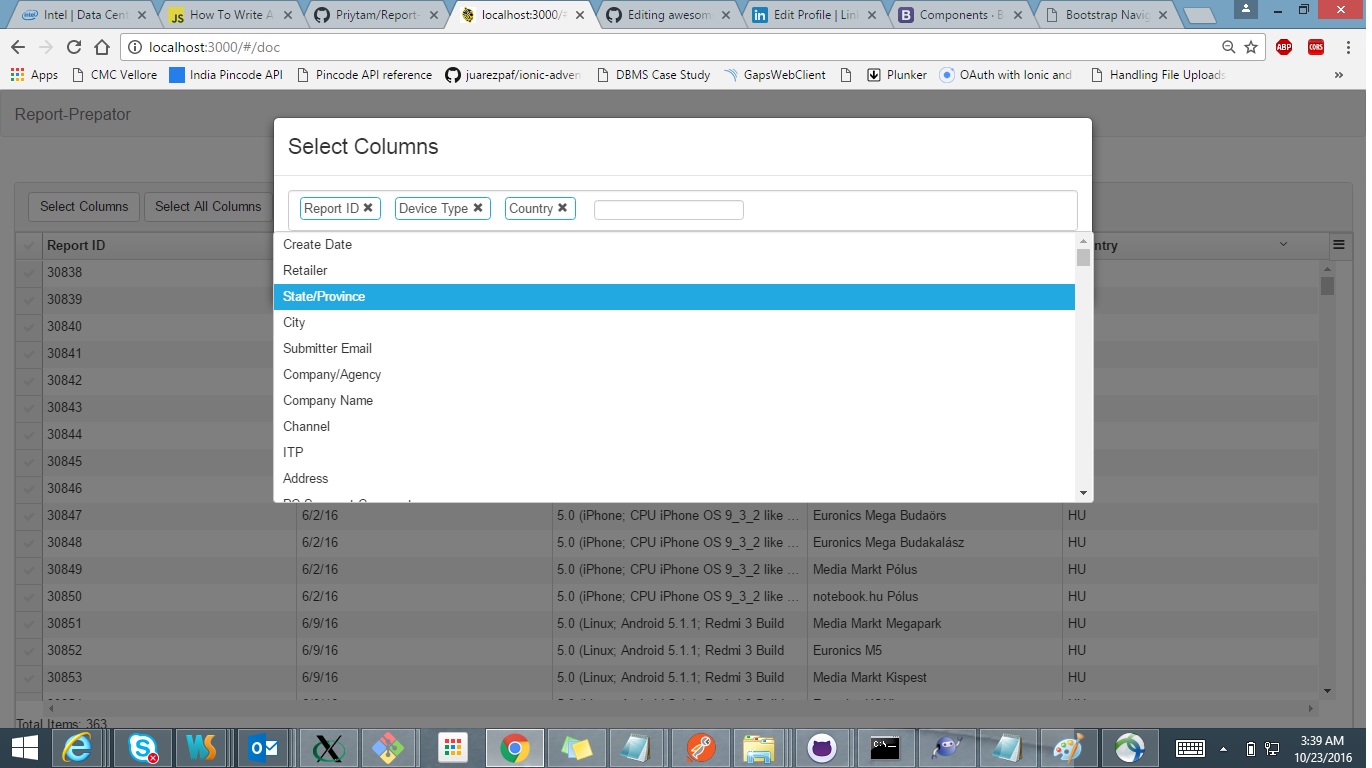 Intel | Data Cent
How To Write A
Priytam/Report-
localhost:3000/#
Editing awesom
Edit Profile | Lin
Components · B
Bootstrap Navig
localhost:3000/#/doc
ABP
CORS
Apps
CMC Vellore
India Pincode API
Pincode API reference
juarezpaf/ionic-adven
DBMS Case Study
GapsWebClient
Plunker
OAuth with Ionic and
Handling File Uploads
»
Report-Prepator
Select Columns
Report ID ✖ Device Type ✖ Country ✖
Select Columns
Select All Columns
Report ID
ntry
Create Date
Retailer
State/Province
City
Submitter Email
Company/Agency
Company Name
Channel
ITP
Address
30838
30839
30840
30841
30842
30843
30844
30845
30846
30847 6/2/16 5.0 (iPhone; CPU iPhone OS 9_3_2 like ... Euronics Mega Budaörs HU
30848 6/2/16 5.0 (iPhone; CPU iPhone OS 9_3_2 like ... Euronics Mega Budakalász HU
30849 6/2/16 5.0 (iPhone; CPU iPhone OS 9_3_2 like ... Media Markt Pólus HU
30850 6/2/16 5.0 (iPhone; CPU iPhone OS 9_3_2 like ... notebook.hu Pólus HU
30851 6/9/16 5.0 (Linux; Android 5.1.1; Redmi 3 Build Media Markt Megapark HU
30852 6/9/16 5.0 (Linux; Android 5.1.1; Redmi 3 Build Euronics M5 HU
30853 6/9/16 5.0 (Linux; Android 5.1.1; Redmi 3 Build Media Markt Kispest HU
Total Items: 363
3:39 AM
10/23/2016